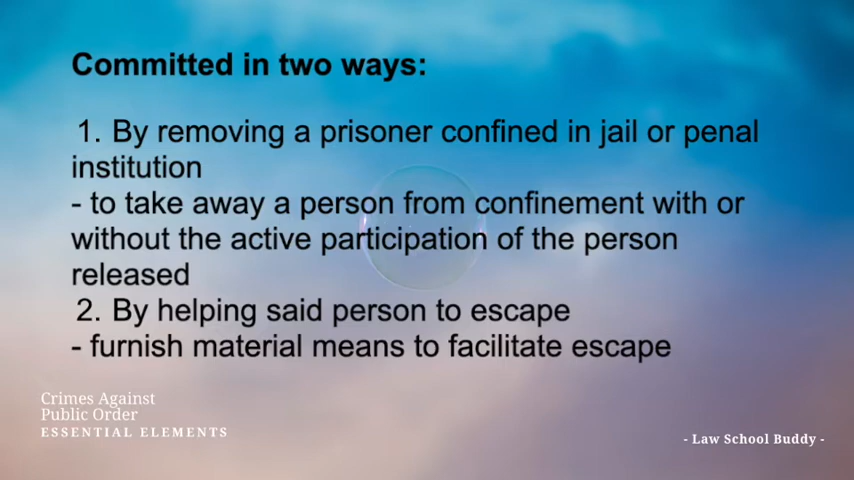 Committed in two ways:
1. By removing a prisoner confined in jail or penal
institution
- to take away a person from confinement with or
without the active participation of the person
released
2. By helping said person to escape
- furnish material means to facilitate escape
Crimes Against
Public Order
ESSENTIAL ELEMENTS
- Law School Buddy -